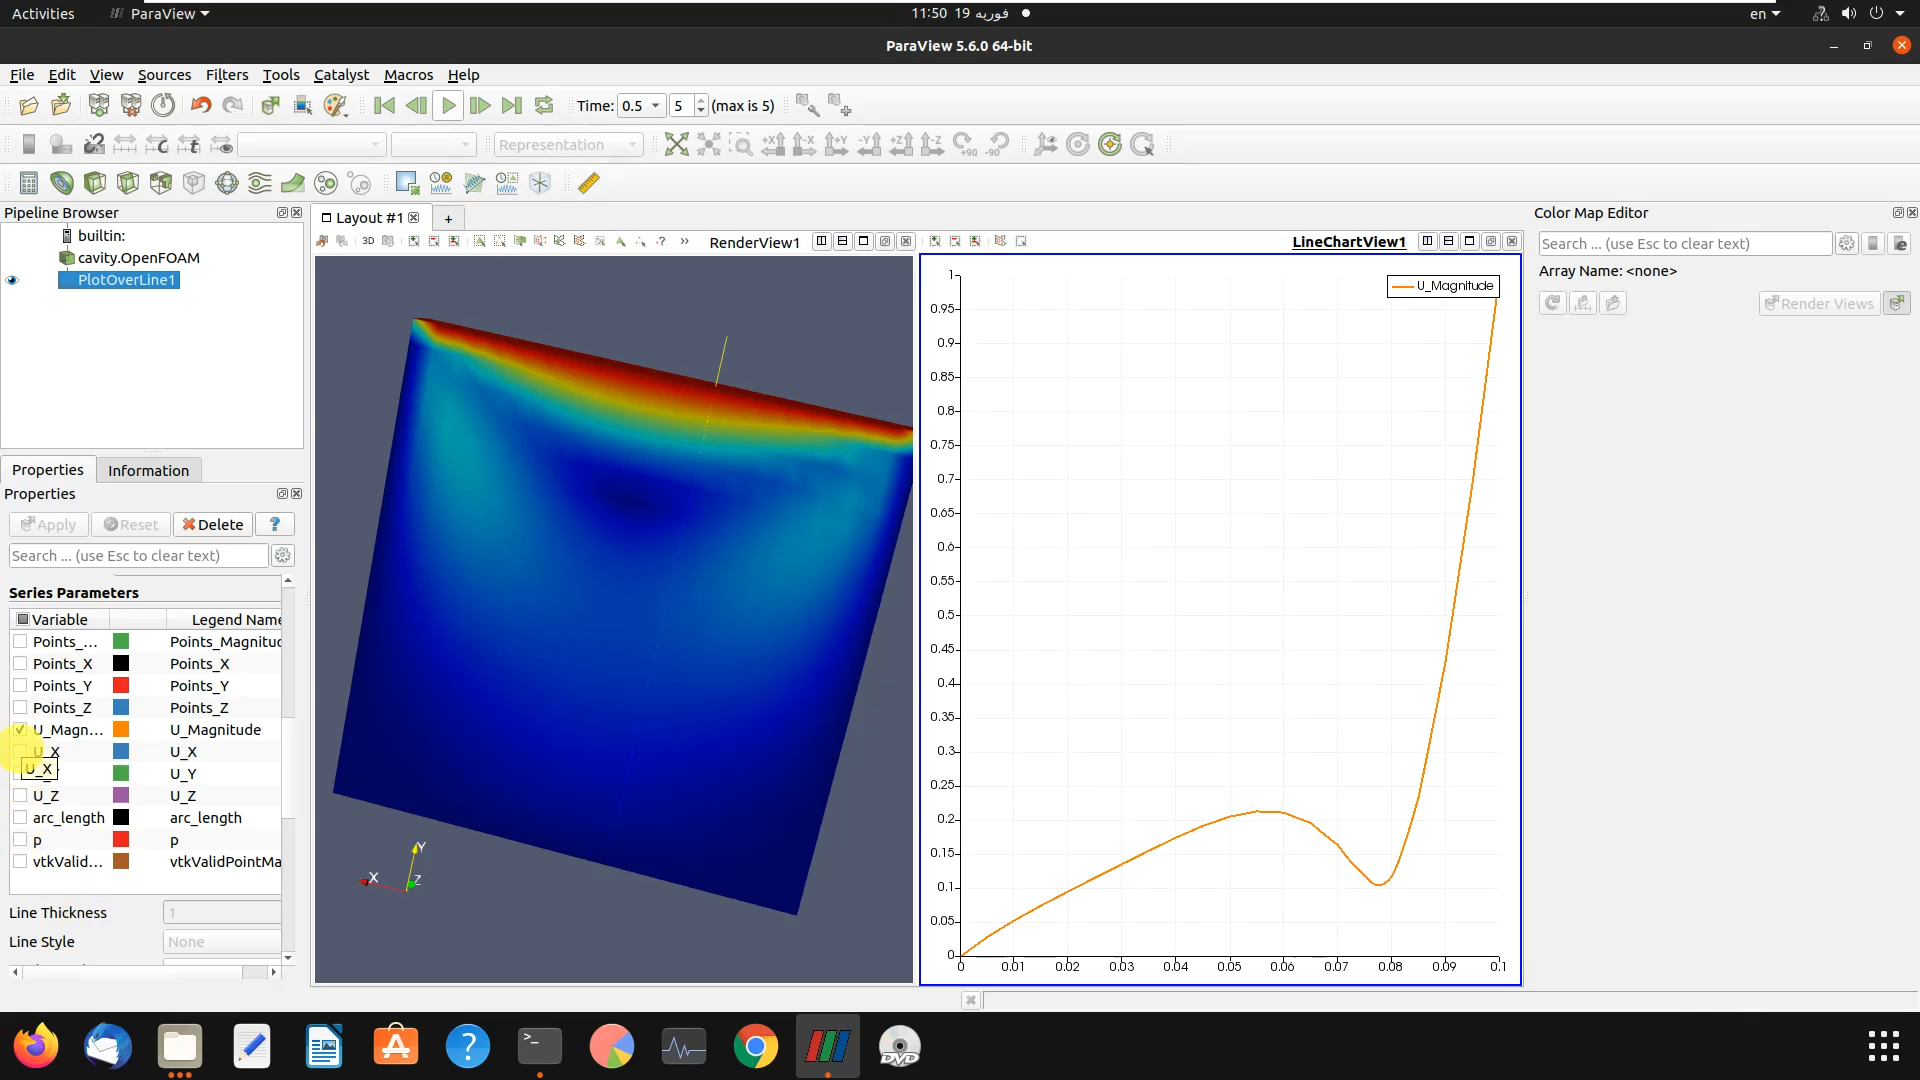 Activities
ParaView
11:50 19 فوریه
en
ParaView 5.6.0 64-bit
File Edit View Sources Filters Tools Catalyst Macros Help
Time: 0.5 5 (max is 5)
Representation
+X -X +Y -Y +Z -Z +90 -90
Pipeline Browser
builtin:
cavity.OpenFOAM
PlotOverLine1
Layout #1
+
3D
RenderView1
LineChartView1
Color Map Editor
Search ... (use Esc to clear text)
Array Name: <none>
Render Views
Properties Information
Properties
Apply Reset Delete ?
Search ... (use Esc to clear text)
Series Parameters
Variable Legend Name
Points_... Points_Magnitud
Points_X Points_X
Points_Y Points_Y
Points_Z Points_Z
U_Magn... U_Magnitude
U_X U_X
U_X
U_Y
U_Z U_Z
arc_length arc_length
p p
vtkValid... vtkValidPointMa
Line Thickness 1
Line Style None
X
Y
Z
U_Magnitude
1
0.95
0.9
0.85
0.8
0.75
0.7
0.65
0.6
0.55
0.5
0.45
0.4
0.35
0.3
0.25
0.2
0.15
0.1
0.05
0
0 0.01 0.02 0.03 0.04 0.05 0.06 0.07 0.08 0.09 0.1
DVD